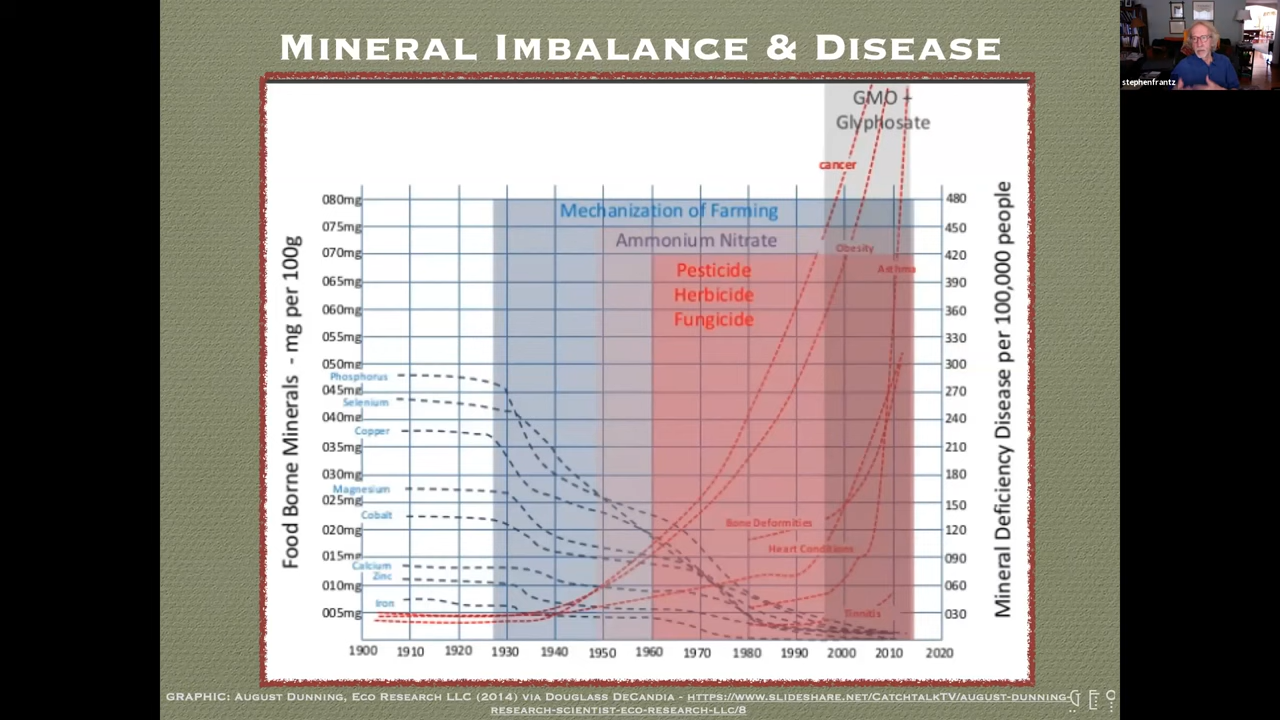 MINERAL IMBALANCE & DISEASE
stephenfrantz
GMO +
Glyphosate
cancer
Mechanization of Farming
Ammonium Nitrate
Pesticide
Herbicide
Fungicide
Obesity
Asthma
Bone Deformities
Heart Conditions
Tinnitis
Food Borne Minerals - mg per 100g
080mg
075mg
070mg
065mg
060mg
055mg
050mg
045mg
040mg
035mg
030mg
025mg
020mg
015mg
010mg
005mg
Phosphorus
Selenium
Copper
Magnesium
Cobalt
Calcium
Zinc
Iron
480
450
420
390
360
330
300
270
240
210
180
150
120
090
060
030
Mineral Deficiency Disease per 100,000 people
1900 1910 1920 1930 1940 1950 1960 1970 1980 1990 2000 2010 2020
GRAPHIC: AUGUST DUNNING, ECO RESEARCH LLC (2014) VIA DOUGLASS DECANDIA - HTTPS://WWW.SLIDESHARE.NET/CATCHTALKTV/AUGUST-DUNNING-
RESEARCH-SCIENTIST-ECO-RESEARCH-LLC/8